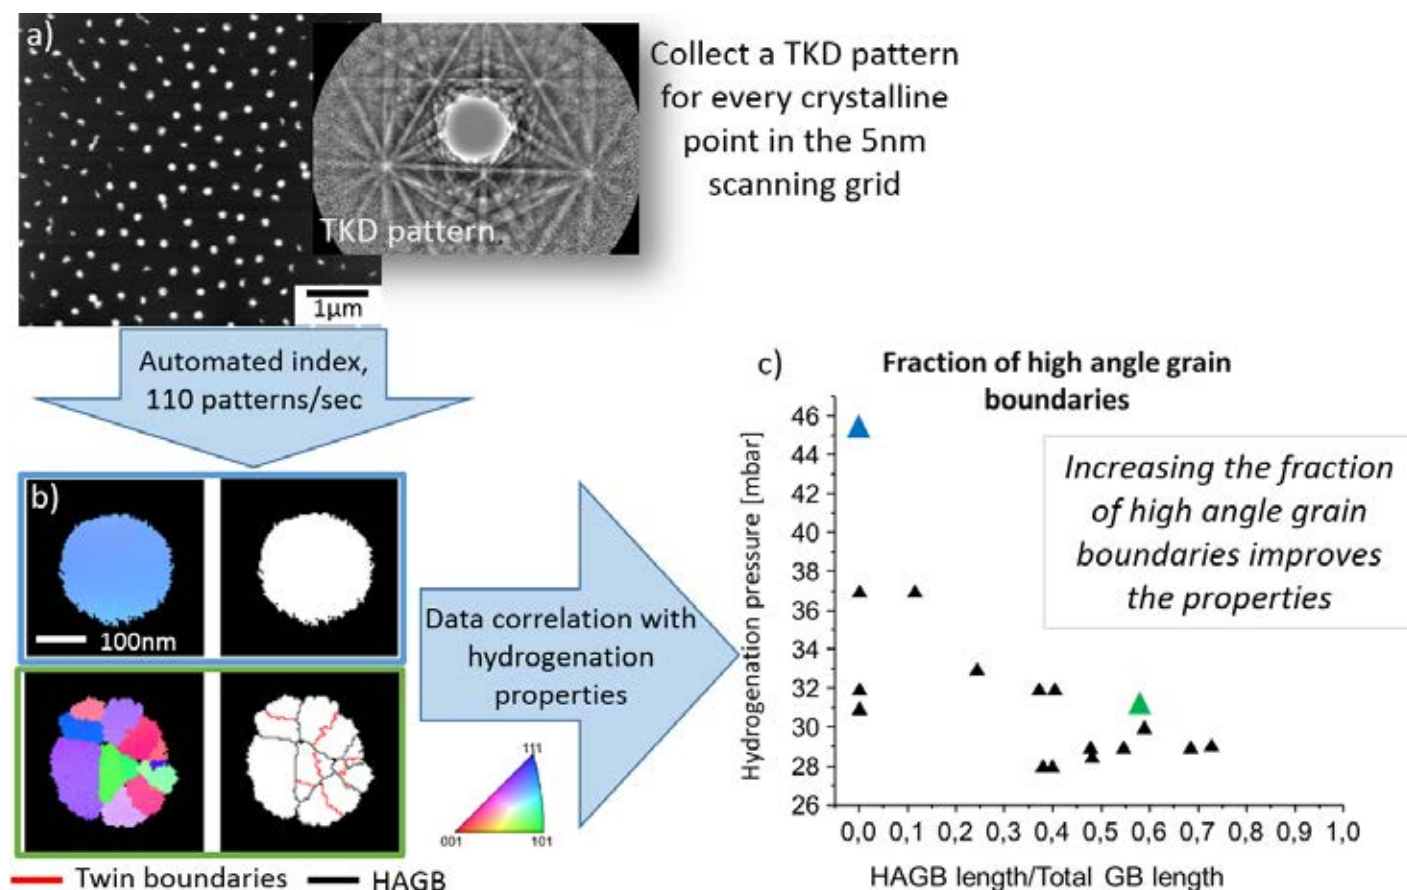 a)
TKD pattern
1μm
Collect a TKD pattern
for every crystalline
point in the 5nm
scanning grid
Automated index,
110 patterns/sec
b)
100nm
Twin boundaries
HAGB
Data correlation with
hydrogenation
properties
111
001
101
c)
Fraction of high angle grain
boundaries
Increasing the fraction
of high angle grain
boundaries improves
the properties
Hydrogenation pressure [mbar]
46
44
42
40
38
36
33
32
30
28
26
0,0 0,1 0,2 0,3 0,4 0,5 0,6 0,7 0,8 0,9 1,0
HAGB length/Total GB length